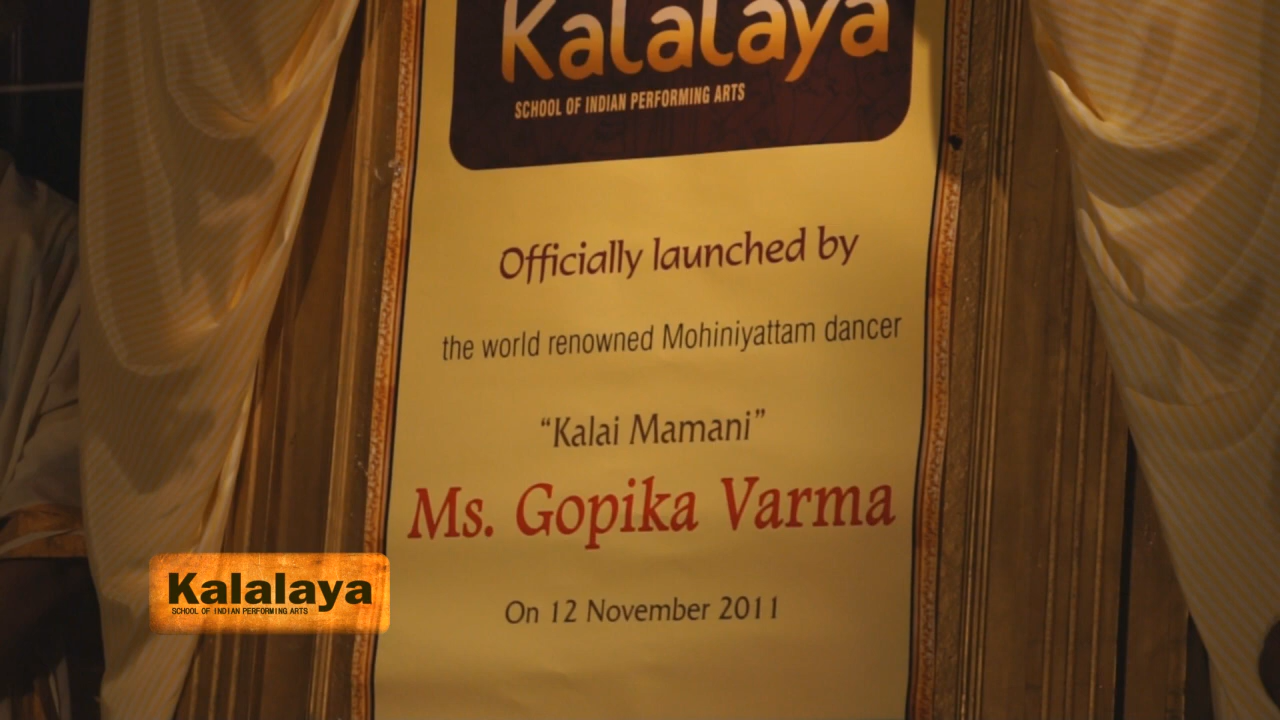 Kalalaya
SCHOOL OF INDIAN PERFORMING ARTS
Officially launched by
the world renowned Mohiniyattam dancer
“Kalai Mamani”
Ms. Gopika Varma
On 12 November 2011
Kalalaya
SCHOOL OF INDIAN PERFORMING ARTS